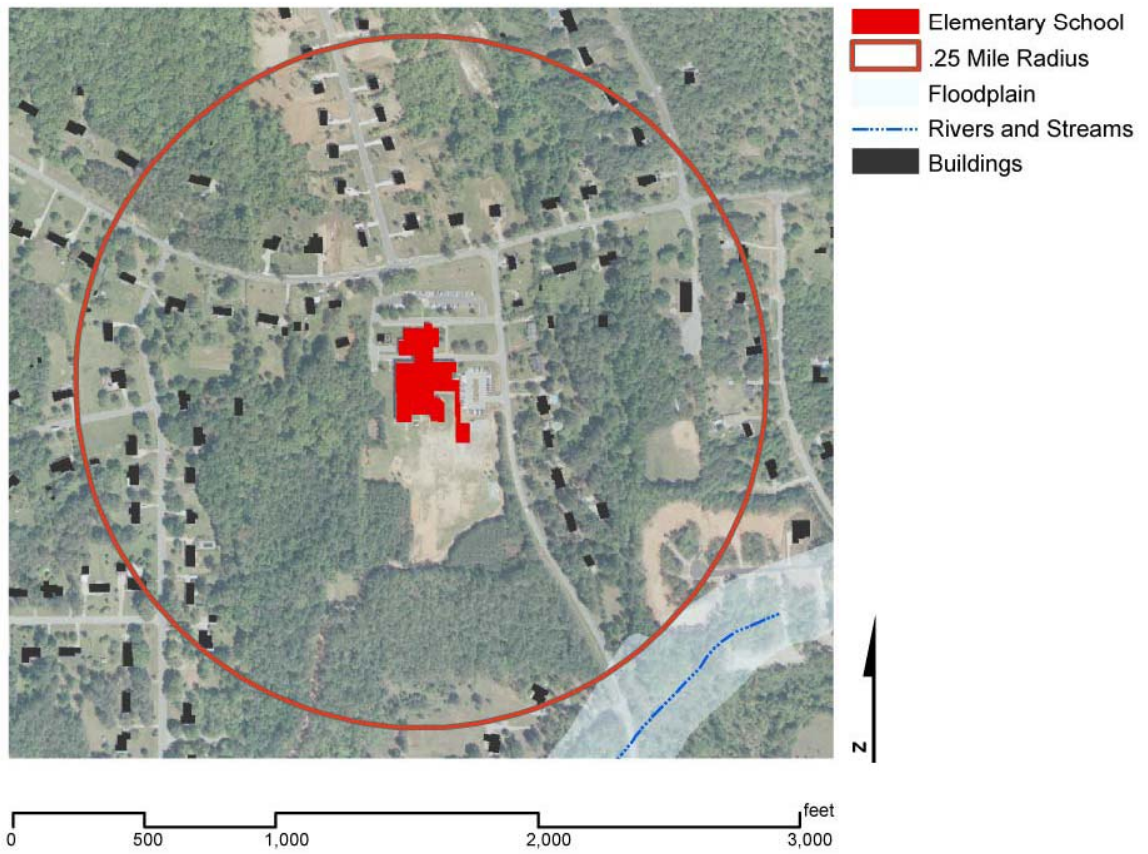 Elementary School
.25 Mile Radius
Floodplain
Rivers and Streams
Buildings
N
feet
0 500 1,000 2,000 3,000